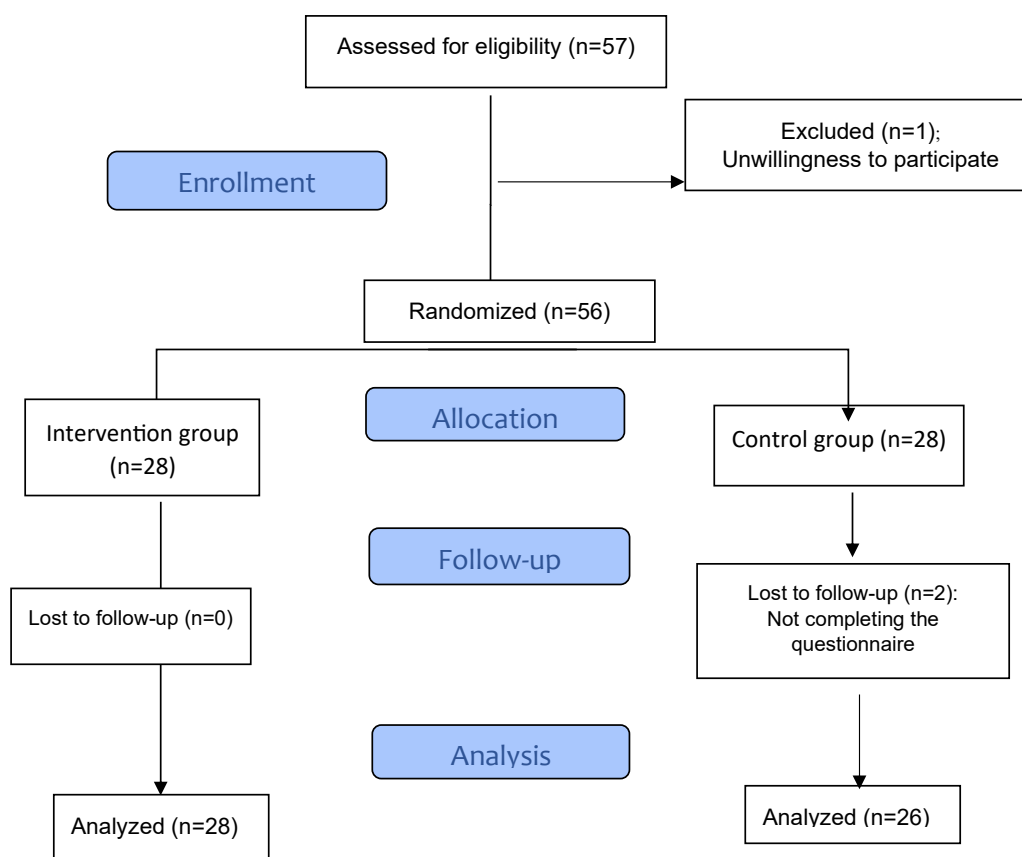 Assessed for eligibility (n=57)
Excluded (n=1);
Unwillingness to participate
Enrollment
Randomized (n=56)
Allocation
Intervention group
(n=28)
Control group (n=28)
Follow-up
Lost to follow-up (n=0)
Lost to follow-up (n=2):
Not completing the
questionnaire
Analysis
Analyzed (n=28)
Analyzed (n=26)